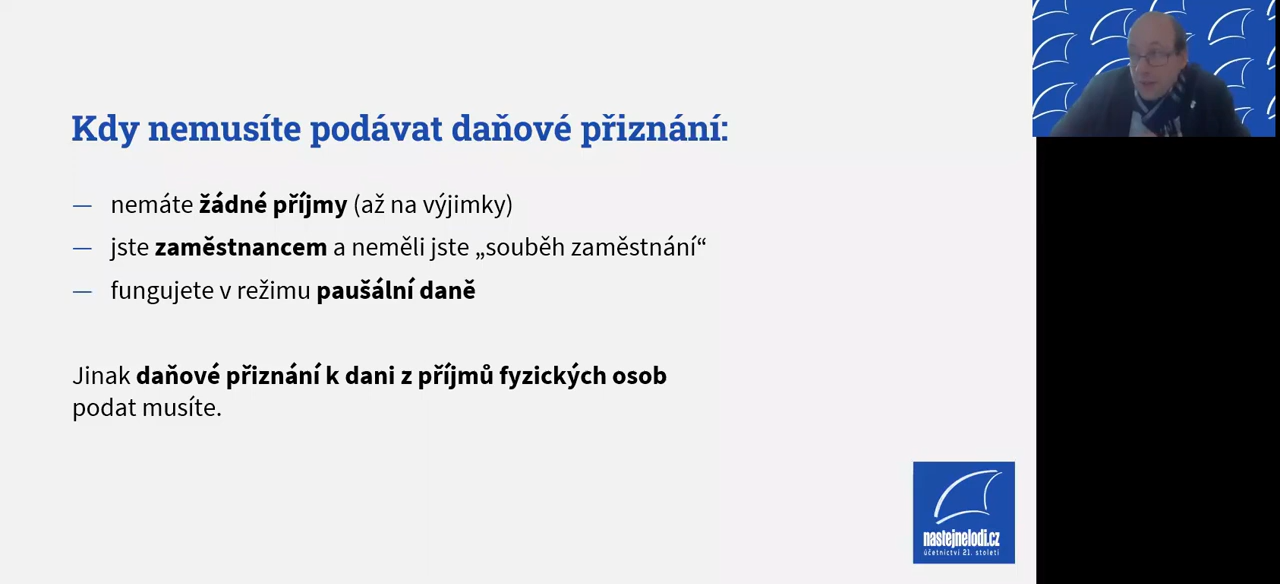 Kdy nemusíte podávat daňové přiznání:
— nemáte žádné příjmy (až na výjimky)
— jste zaměstnancem a neměli jste „souběh zaměstnání“
— fungujete v režimu paušální daně
Jinak daňové přiznání k dani z příjmů fyzických osob
podat musíte.
nastejnelodi.cz
účetnictví 21. století